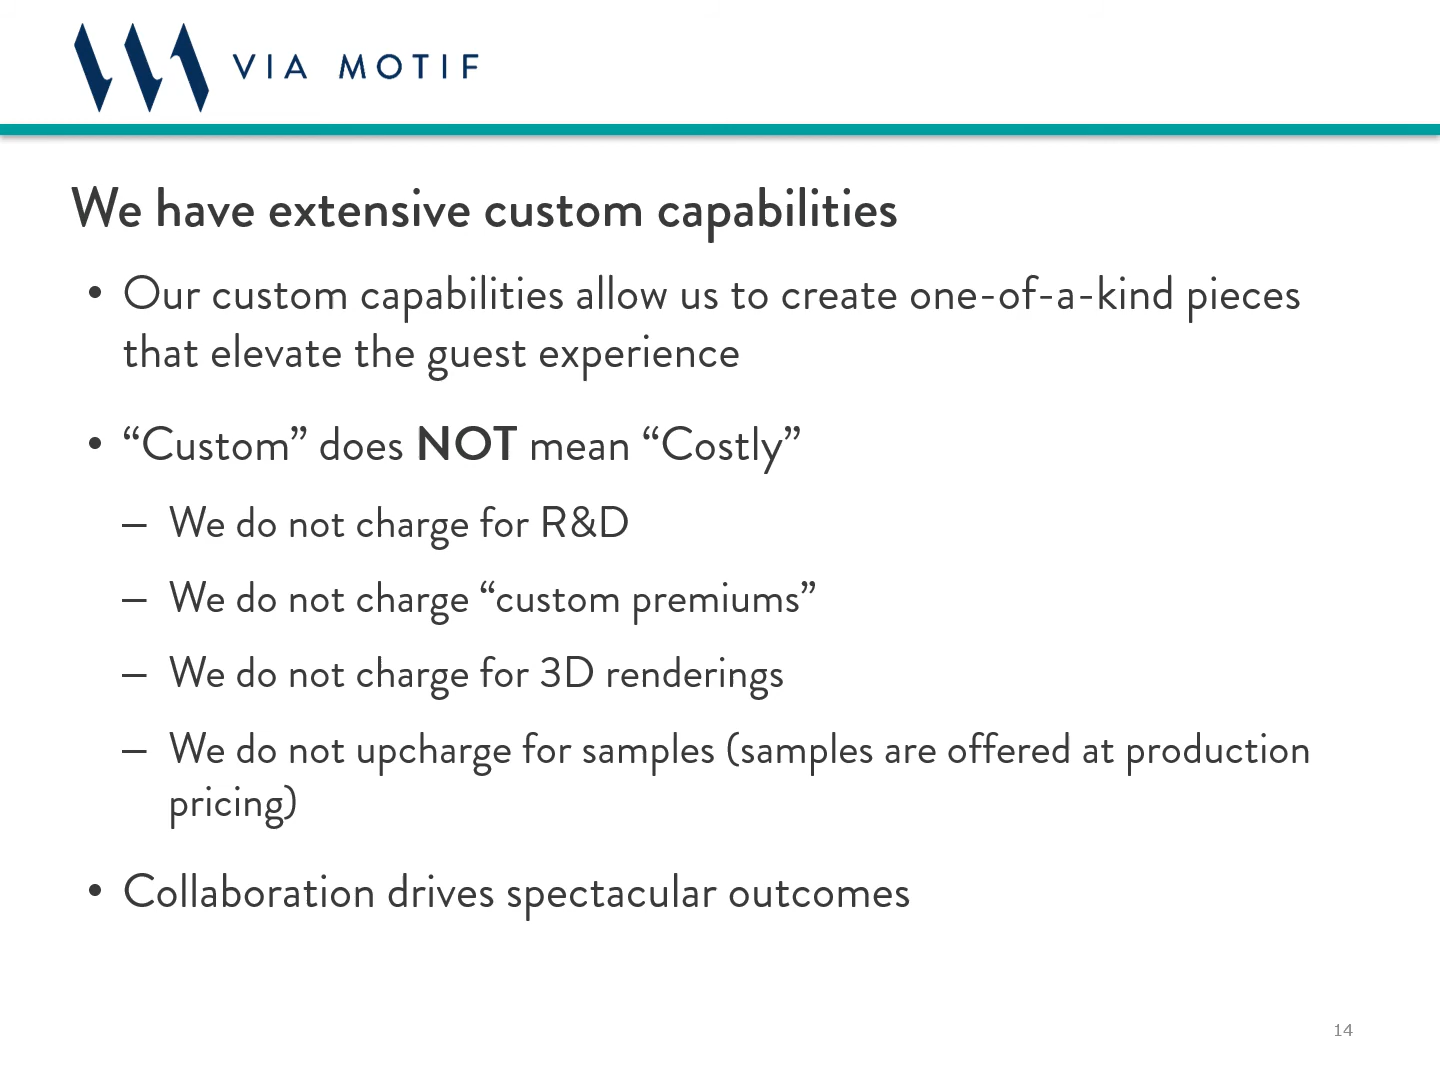 VIA MOTIF
We have extensive custom capabilities
• Our custom capabilities allow us to create one-of-a-kind pieces
that elevate the guest experience
• “Custom” does NOT mean “Costly”
– We do not charge for R&D
– We do not charge “custom premiums”
– We do not charge for 3D renderings
– We do not upcharge for samples (samples are offered at production
pricing)
• Collaboration drives spectacular outcomes
14